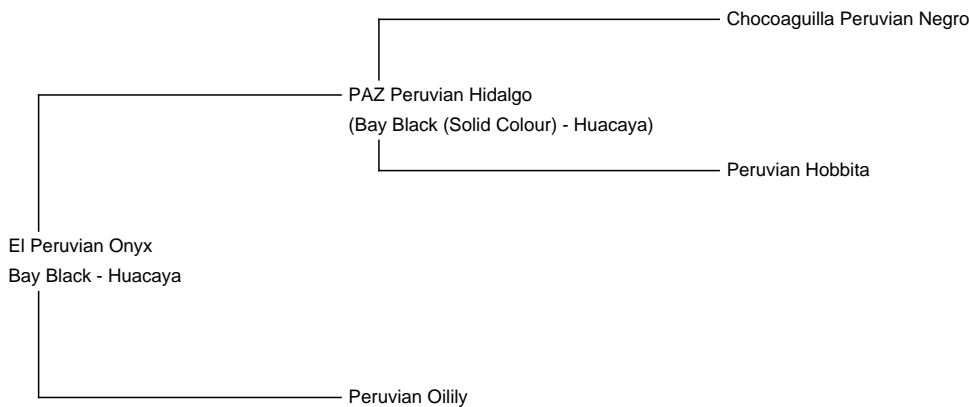 Chocoaguilla Peruvian Negro
PAZ Peruvian Hidalgo
(Bay Black (Solid Colour) - Huacaya)
Peruvian Hobbita
El Peruvian Onyx
Bay Black - Huacaya
Peruvian Oilily